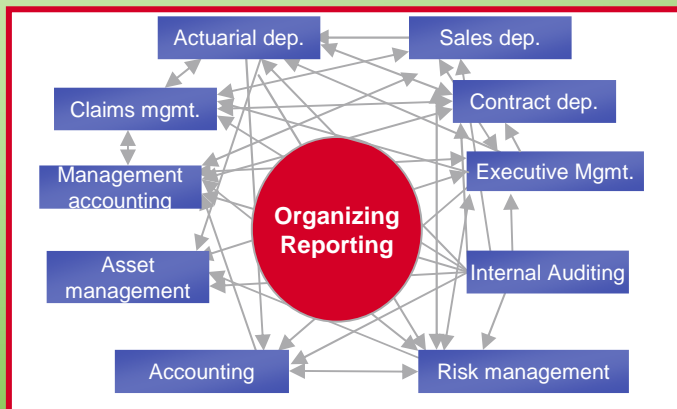 Actuarial dep.
Sales dep.
Claims mgmt.
Contract dep.
Management
accounting
Executive Mgmt.
Organizing
Reporting
Asset
management
Internal Auditing
Accounting
Risk management